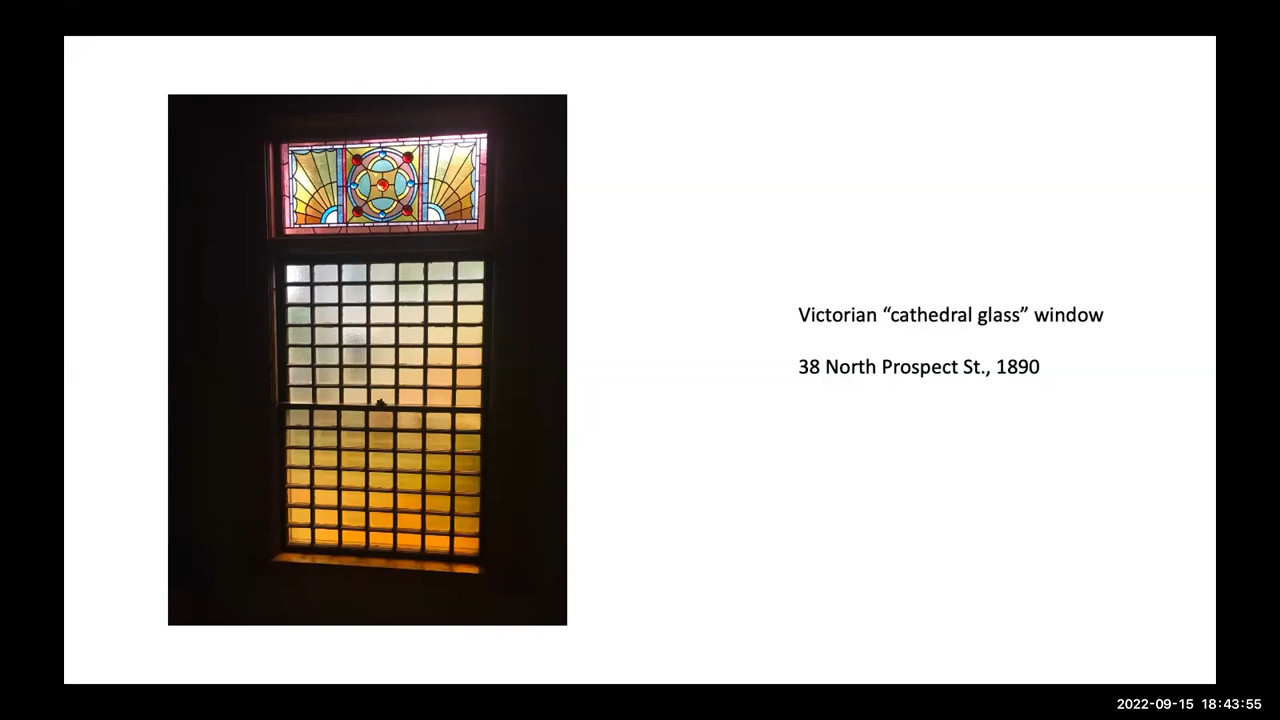 Victorian “cathedral glass” window
38 North Prospect St., 1890
2022-09-15 18:43:55